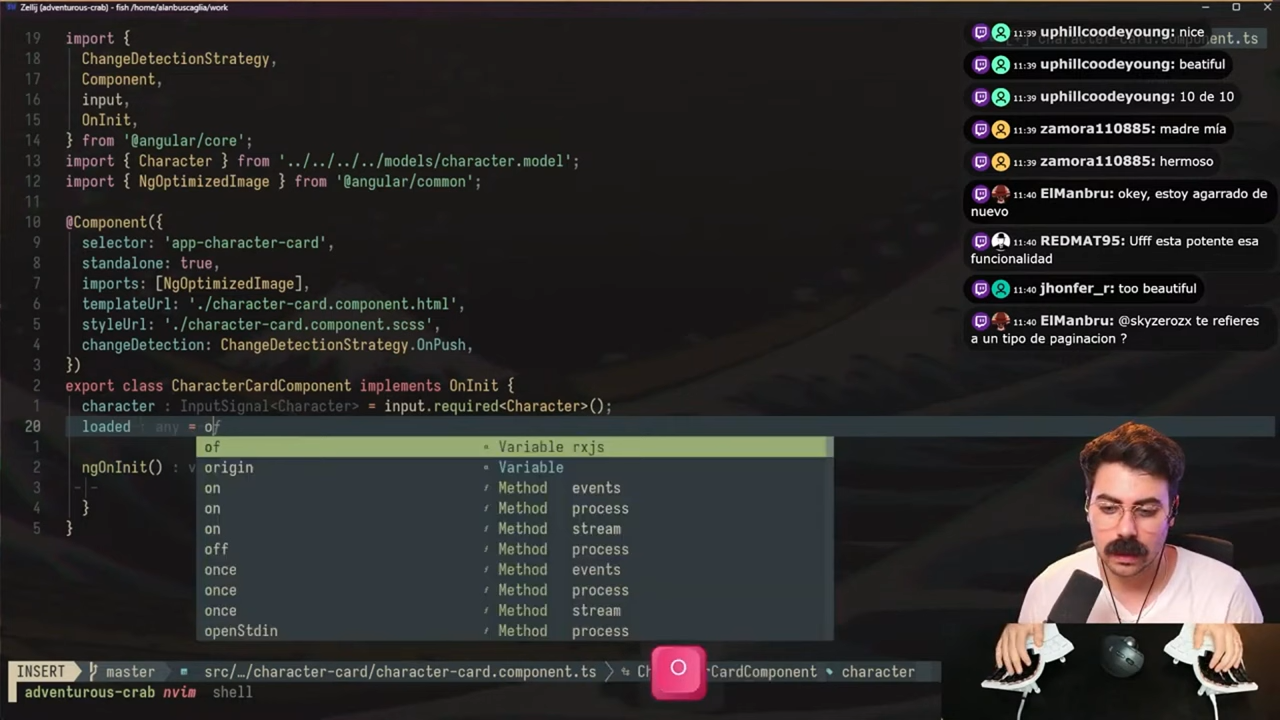 Zellij (adventurous-crab) - fish /home/alanbuscaglia/work
19 import {
18 ChangeDetectionStrategy,
17 Component,
16 input,
15 OnInit,
14 } from '@angular/core';
13 import { Character } from '../../../../models/character.model';
12 import { NgOptimizedImage } from '@angular/common';
11
10 @Component({
9 selector: 'app-character-card',
8 standalone: true,
7 imports: [NgOptimizedImage],
6 templateUrl: './character-card.component.html',
5 styleUrl: './character-card.component.scss',
4 changeDetection: ChangeDetectionStrategy.OnPush,
3 })
2 export class CharacterCardComponent implements OnInit {
1 character : InputSignal<Character> = input.required<Character>();
20 loaded : any = of
1
2 ngOnInit() : v
3
4 }
5 }
of Variable rxjs
origin Variable
on Method events
on Method process
on Method stream
off Method process
once Method events
once Method process
once Method stream
openStdin Method process
INSERT master src/…/character-card/character-card.component.ts CardComponent character
adventurous-crab nvim shell
O
character-card.component.ts
11:39 uphillcoodeyoung: nice
11:39 uphillcoodeyoung: beatiful
11:39 uphillcoodeyoung: 10 de 10
11:39 zamora110885: madre mía
11:39 zamora110885: hermoso
11:40 ElManbru: okey, estoy agarrado de
nuevo
11:40 REDMAT95: Ufff esta potente esa
funcionalidad
11:40 jhonfer_r: too beautiful
11:40 ElManbru: @skyzerozx te refieres
a un tipo de paginacion ?